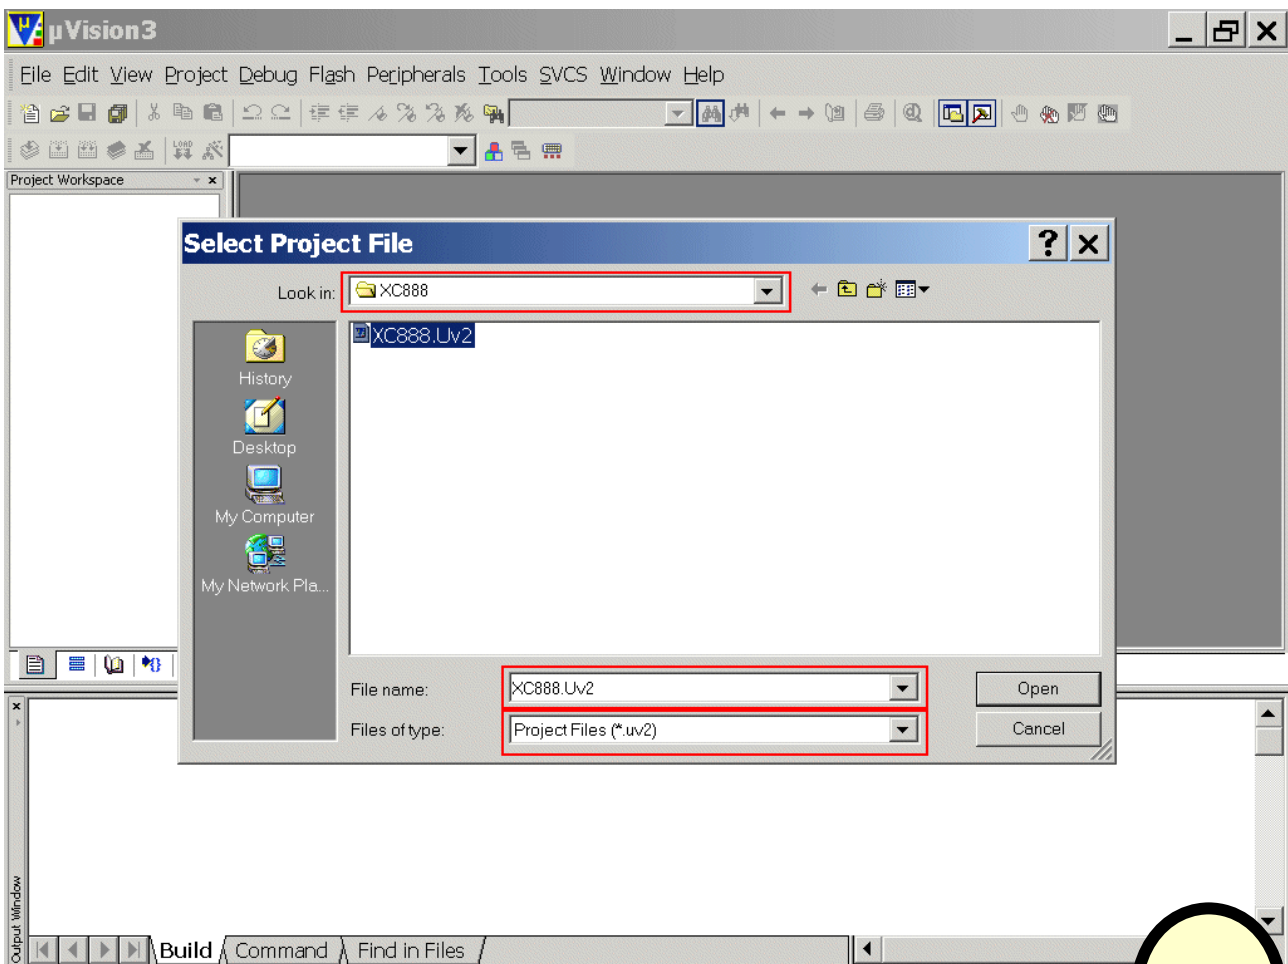 µVision3
File Edit View Project Debug Flash Peripherals Tools SVCS Window Help
LOAD
Project Workspace
Select Project File
Look in: XC888
XC888.Uv2
History
Desktop
My Computer
My Network Pla...
File name: XC888.Uv2 Open
Files of type: Project Files (*.uv2) Cancel
Output Window
Build Command Find in Files